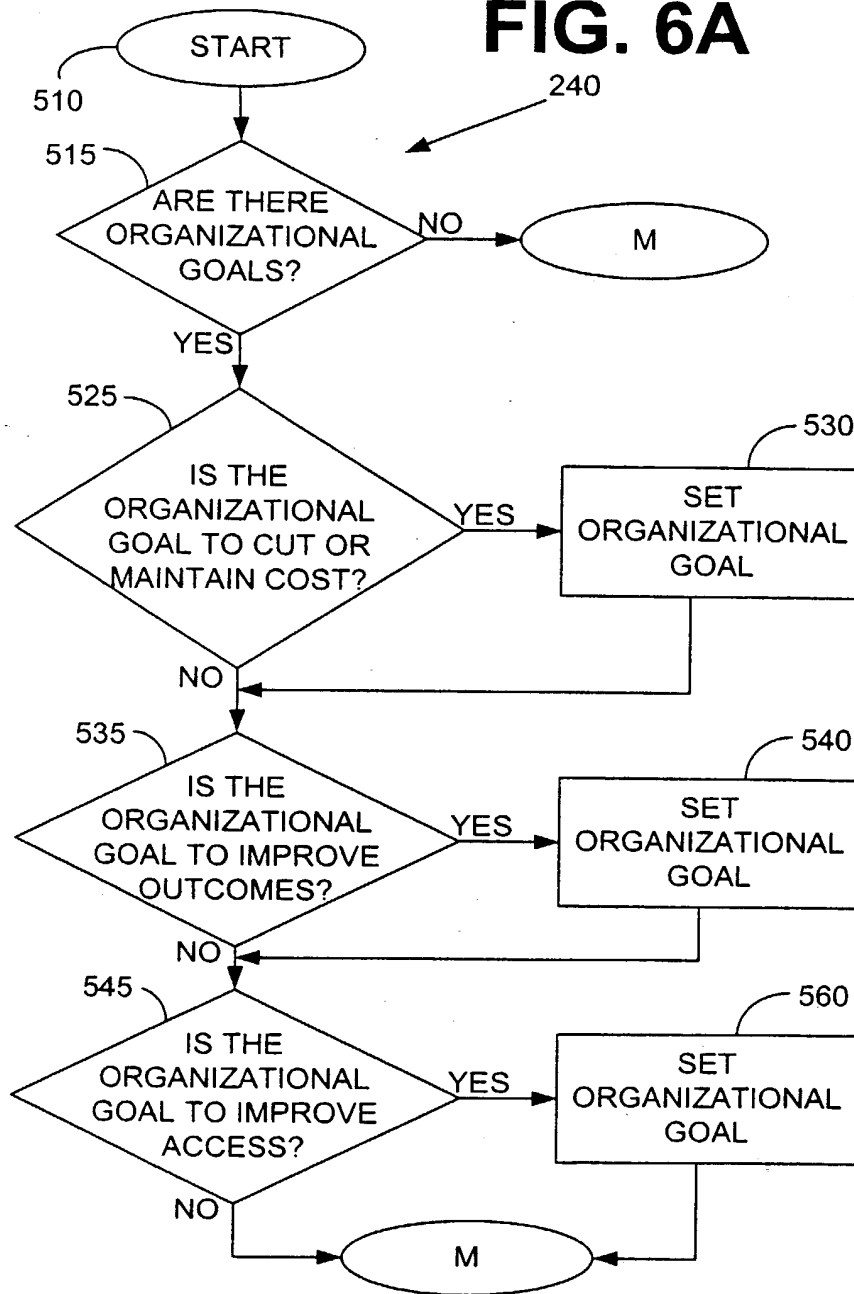 FIG. 6A
START
510
240
515
ARE THERE
ORGANIZATIONAL
GOALS?
NO
M
YES
525
IS THE
ORGANIZATIONAL
GOAL TO CUT OR
MAINTAIN COST?
YES
530
SET
ORGANIZATIONAL
GOAL
NO
535
IS THE
ORGANIZATIONAL
GOAL TO IMPROVE
OUTCOMES?
YES
540
SET
ORGANIZATIONAL
GOAL
NO
545
IS THE
ORGANIZATIONAL
GOAL TO IMPROVE
ACCESS?
YES
560
SET
ORGANIZATIONAL
GOAL
NO
M